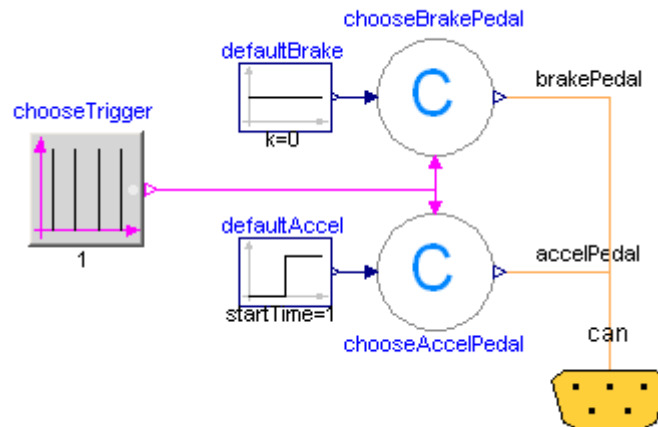 chooseBrakePedal
defaultBrake
C
brakePedal
k=0
chooseTrigger
1
defaultAccel
C
accelPedal
startTime=1
chooseAccelPedal
can